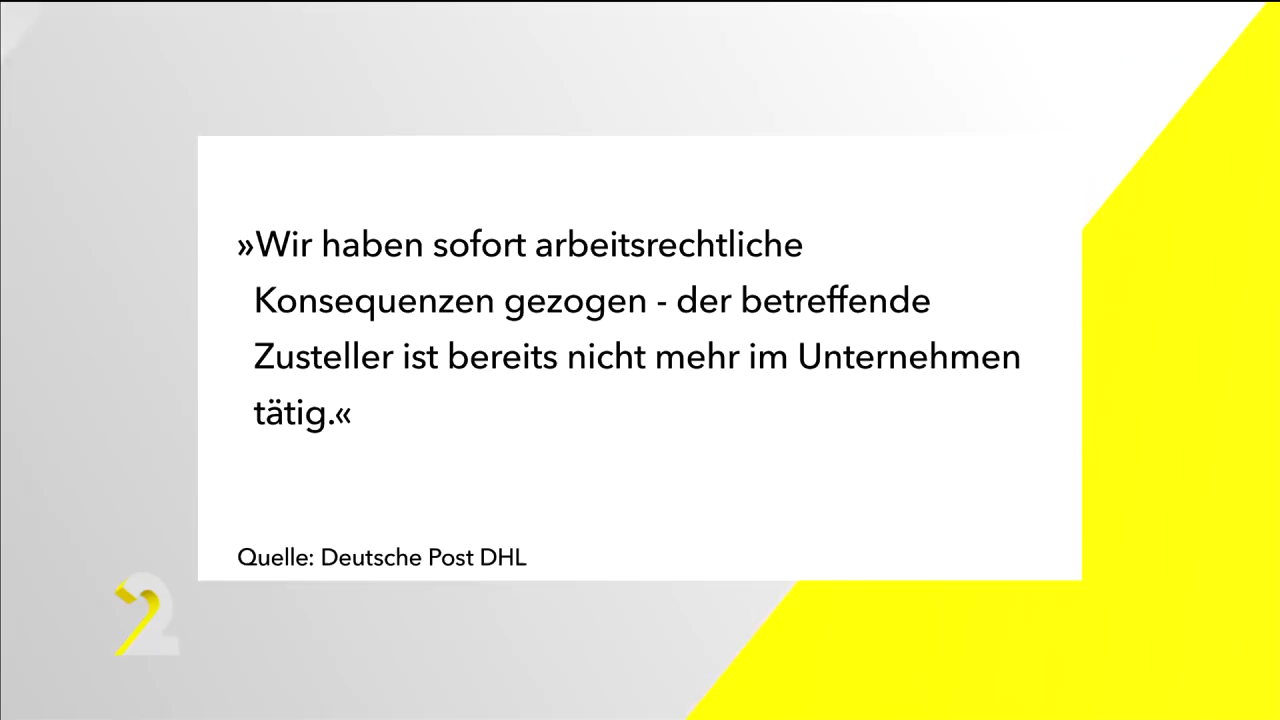 »Wir haben sofort arbeitsrechtliche
Konsequenzen gezogen - der betreffende
Zusteller ist bereits nicht mehr im Unternehmen
tätig.«
Quelle: Deutsche Post DHL
2